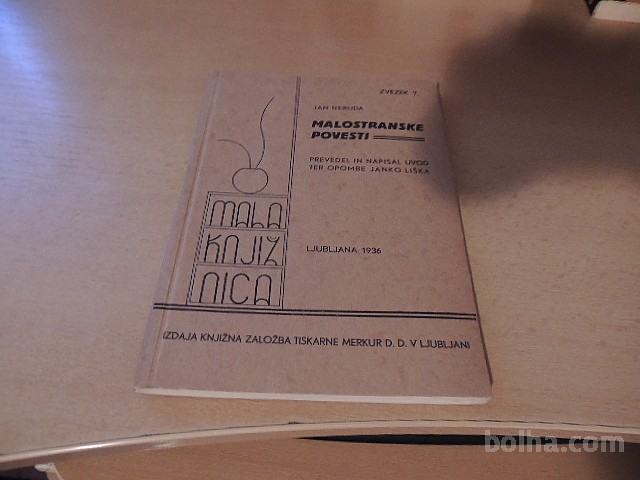 ZVEZEK 7.
JAN NERUDA
MALOSTRANSKE
POVESTI
PREVEDEL IN NAPISAL UVOD
TER OPOMBE JANKO LIŠKA
MALA
KNJIŽ
NICA
LJUBLJANA 1936
IZDAJA KNJIŽNA ZALOŽBA TISKARNE MERKUR D. D. V LJUBLJANI
bolha.com